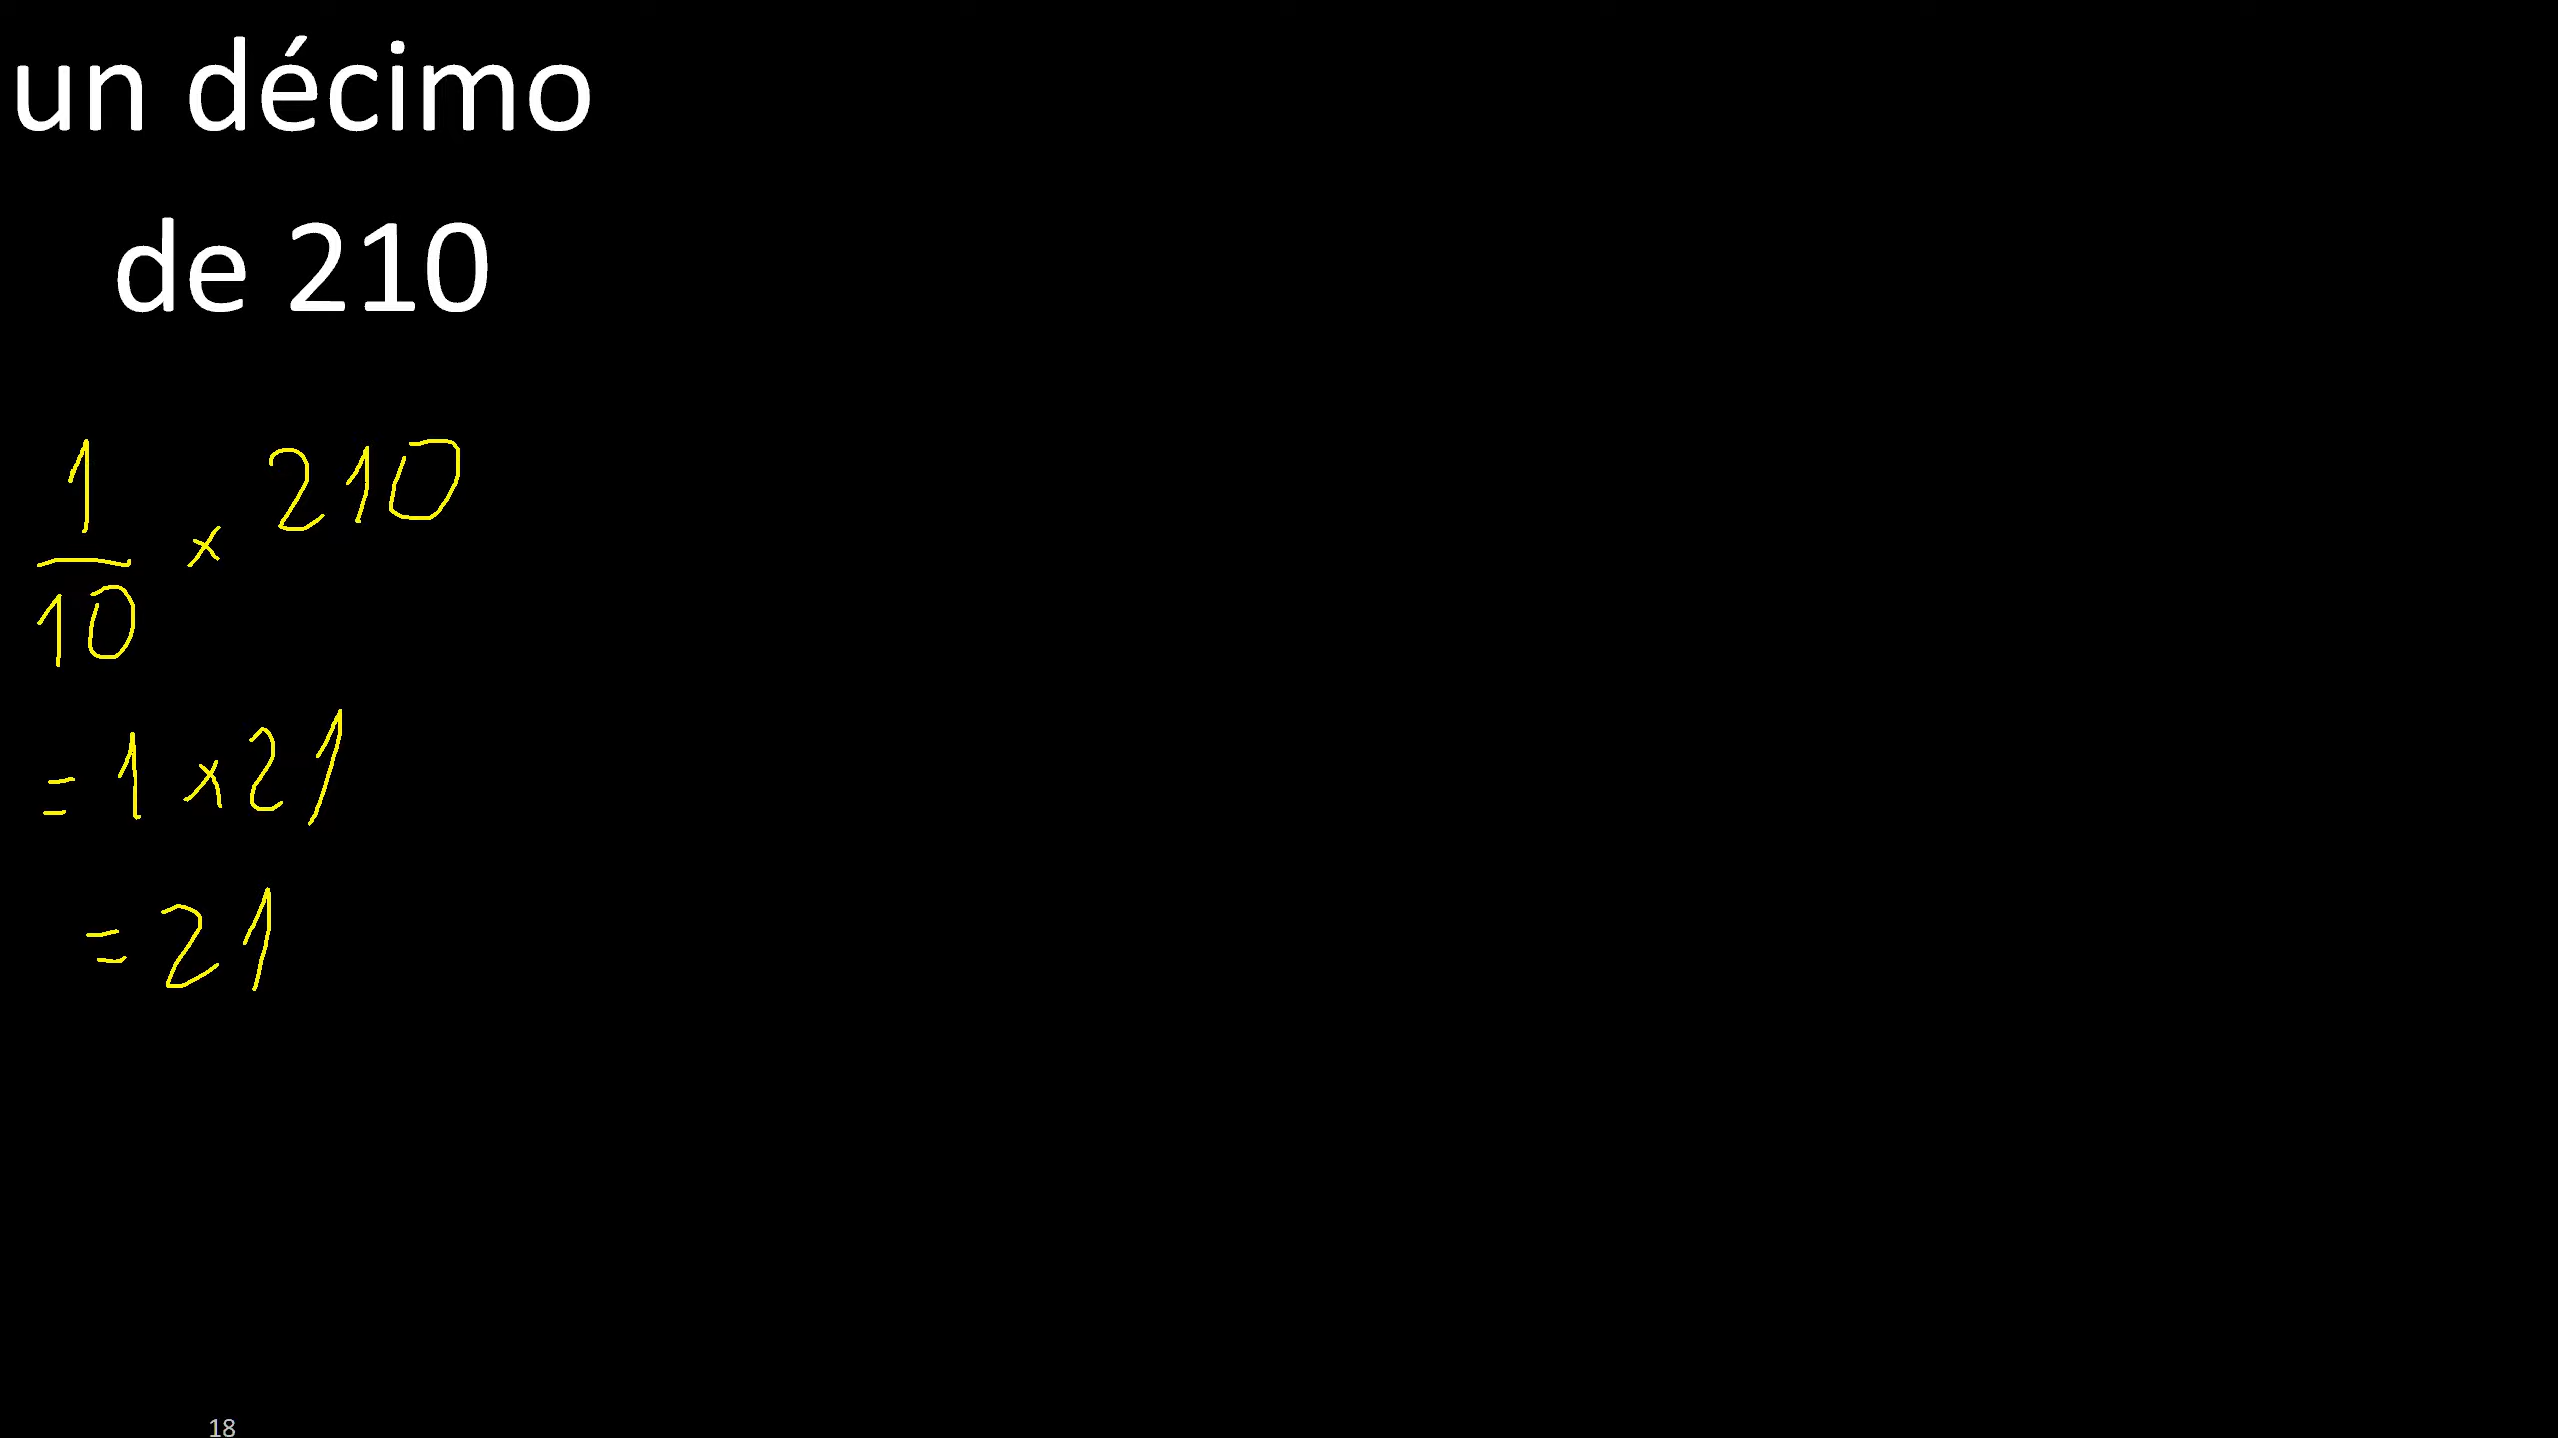 un décimo
de 210
1
— × 210
10
= 1 × 21
= 21
18